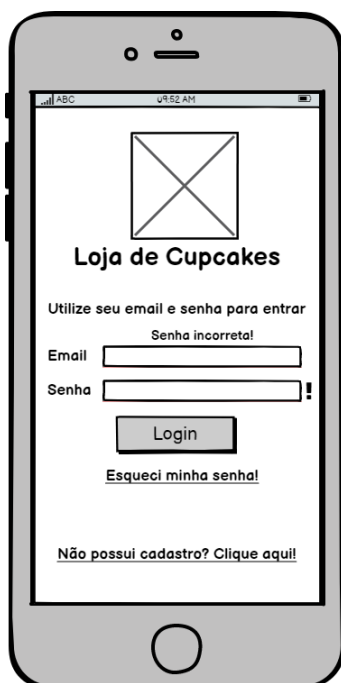 ABC 09:52 AM
Loja de Cupcakes
Utilize seu email e senha para entrar
Senha incorreta!
Email
Senha !
Login
Esqueci minha senha!
Não possui cadastro? Clique aqui!